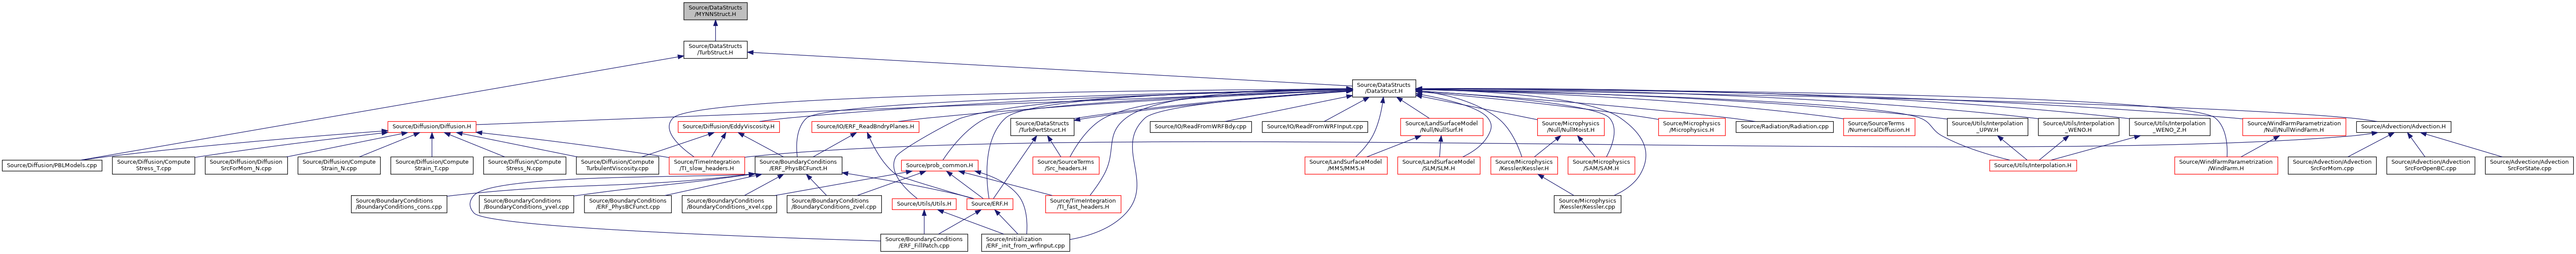 Source/DataStructs
/MYNNStruct.H
Source/DataStructs
/TurbStruct.H
Source/DataStructs
/DataStruct.H
Source/Diffusion/Diffusion.H
Source/Diffusion/EddyViscosity.H
Source/IO/ERF_ReadBndryPlanes.H
Source/DataStructs
/TurbPertStruct.H
Source/IO/ReadFromWRFBdy.cpp
Source/IO/ReadFromWRFInput.cpp
Source/LandSurfaceModel
/Null/NullSurf.H
Source/Microphysics
/Null/NullMoist.H
Source/Microphysics
/Microphysics.H
Source/Radiation/Radiation.cpp
Source/SourceTerms
/NumericalDiffusion.H
Source/Utils/Interpolation
_UPW.H
Source/Utils/Interpolation
_WENO.H
Source/Utils/Interpolation
_WENO_Z.H
Source/WindFarmParametrization
/Null/NullWindFarm.H
Source/Advection/Advection.H
Source/Diffusion/PBLModels.cpp
Source/Diffusion/Compute
Stress_T.cpp
Source/Diffusion/Diffusion
SrcForMom_N.cpp
Source/Diffusion/Compute
Strain_N.cpp
Source/Diffusion/Compute
Strain_T.cpp
Source/Diffusion/Compute
Stress_N.cpp
Source/Diffusion/Compute
TurbulentViscosity.cpp
Source/TimeIntegration
/TI_slow_headers.H
Source/BoundaryConditions
/ERF_PhysBCFunct.H
Source/prob_common.H
Source/SourceTerms
/Src_headers.H
Source/LandSurfaceModel
/MM5/MM5.H
Source/LandSurfaceModel
/SLM/SLM.H
Source/Microphysics
/Kessler/Kessler.H
Source/Microphysics
/SAM/SAM.H
Source/Utils/Interpolation.H
Source/WindFarmParametrization
/WindFarm.H
Source/Advection/Advection
SrcForMom.cpp
Source/Advection/Advection
SrcForOpenBC.cpp
Source/Advection/Advection
SrcForState.cpp
Source/BoundaryConditions
/BoundaryConditions_cons.cpp
Source/BoundaryConditions
/BoundaryConditions_yvel.cpp
Source/BoundaryConditions
/ERF_PhysBCFunct.cpp
Source/BoundaryConditions
/BoundaryConditions_xvel.cpp
Source/BoundaryConditions
/BoundaryConditions_zvel.cpp
Source/Utils/Utils.H
Source/ERF.H
Source/TimeIntegration
/TI_fast_headers.H
Source/Microphysics
/Kessler/Kessler.cpp
Source/BoundaryConditions
/ERF_FillPatch.cpp
Source/Initialization
/ERF_init_from_wrfinput.cpp